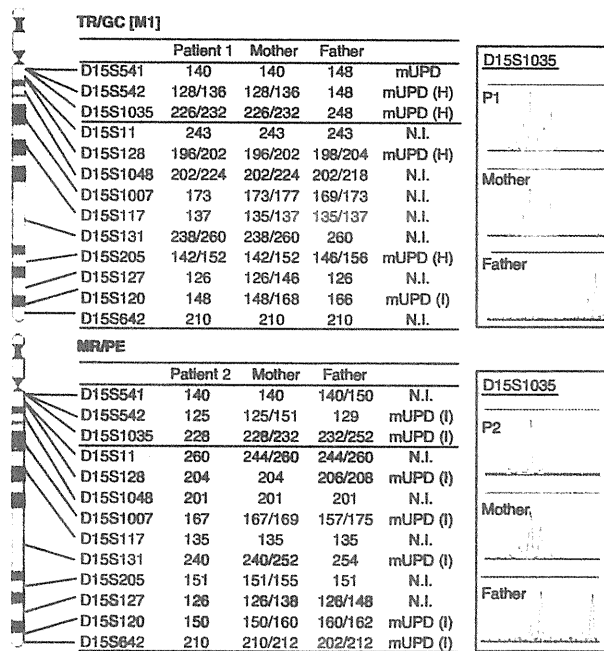 TR/GC [M1]
Patient 1 Mother Father
D15S541 140 140 148 mUPD
D15S542 128/136 128/136 148 mUPD (H)
D15S1035 226/232 226/232 248 mUPD (H)
D15S11 243 243 243 N.I.
D15S128 196/202 196/202 198/204 mUPD (H)
D15S1048 202/224 202/224 202/218 N.I.
D15S1007 173 173/177 169/173 N.I.
D15S117 137 135/137 135/137 N.I.
D15S131 238/260 238/260 260 N.I.
D15S205 142/152 142/152 146/156 mUPD (H)
D15S127 126 126/146 126 N.I.
D15S120 148 148/168 166 mUPD (I)
D15S642 210 210 210 N.I.
D15S1035
P1
Mother
Father
MR/PE
Patient 2 Mother Father
D15S541 140 140 140/150 N.I.
D15S542 125 125/151 129 mUPD (I)
D15S1035 228 228/232 232/252 mUPD (I)
D15S11 260 244/260 244/260 N.I.
D15S128 204 204 206/208 mUPD (I)
D15S1048 201 201 201 N.I.
D15S1007 167 167/169 157/175 mUPD (I)
D15S117 135 135 135 N.I.
D15S131 240 240/252 254 mUPD (I)
D15S205 151 151/155 151 N.I.
D15S127 126 126/138 126/148 N.I.
D15S120 150 150/160 160/162 mUPD (I)
D15S642 210 210/212 202/212 mUPD (I)
D15S1035
P2
Mother
Father